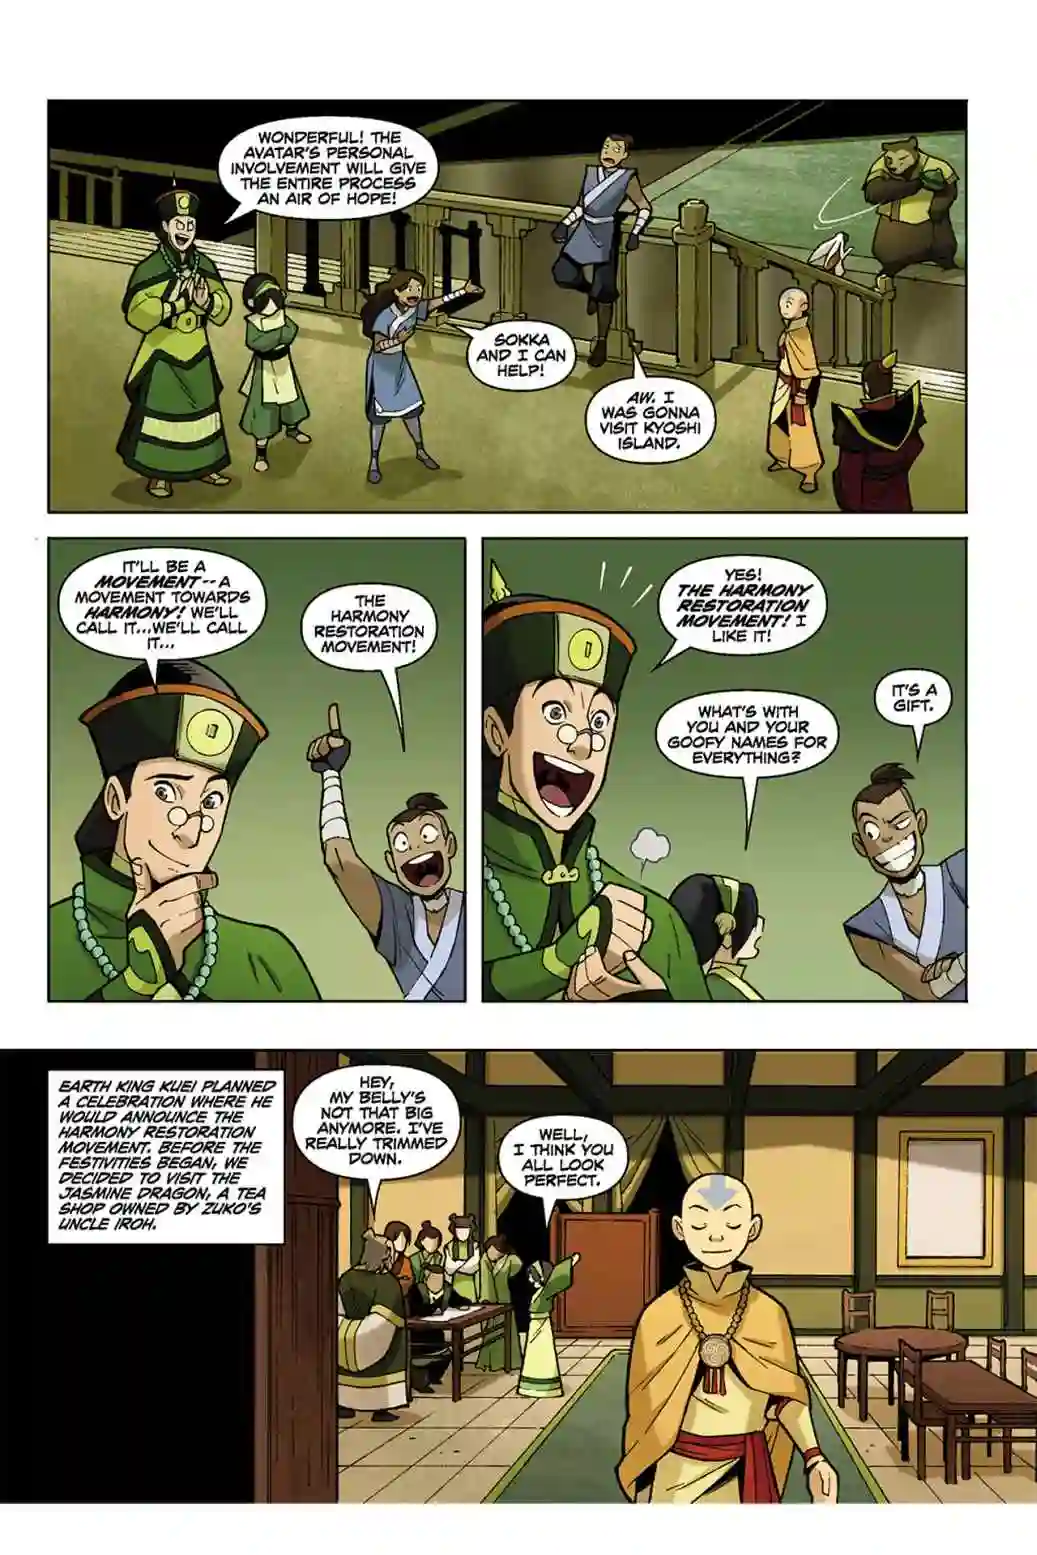 WONDERFUL! THE
AVATAR'S PERSONAL
INVOLVEMENT WILL GIVE
THE ENTIRE PROCESS
AN AIR OF HOPE!
SOKKA
AND I CAN
HELP!
AW. I
WAS GONNA
VISIT KYOSHI
ISLAND.
IT'LL BE A
MOVEMENT--A
MOVEMENT TOWARDS
HARMONY! WE'LL
CALL IT...WE'LL CALL
IT...
THE
HARMONY
RESTORATION
MOVEMENT!
YES!
THE HARMONY
RESTORATION
MOVEMENT! I
LIKE IT!
WHAT'S WITH
YOU AND YOUR
GOOFY NAMES FOR
EVERYTHING?
IT'S A
GIFT.
EARTH KING KUEI PLANNED
A CELEBRATION WHERE HE
WOULD ANNOUNCE THE
HARMONY RESTORATION
MOVEMENT. BEFORE THE
FESTIVITIES BEGAN, WE
DECIDED TO VISIT THE
JASMINE DRAGON, A TEA
SHOP OWNED BY ZUKO'S
UNCLE IROH.
HEY,
MY BELLY'S
NOT THAT BIG
ANYMORE. I'VE
REALLY TRIMMED
DOWN.
WELL,
I THINK YOU
ALL LOOK
PERFECT.